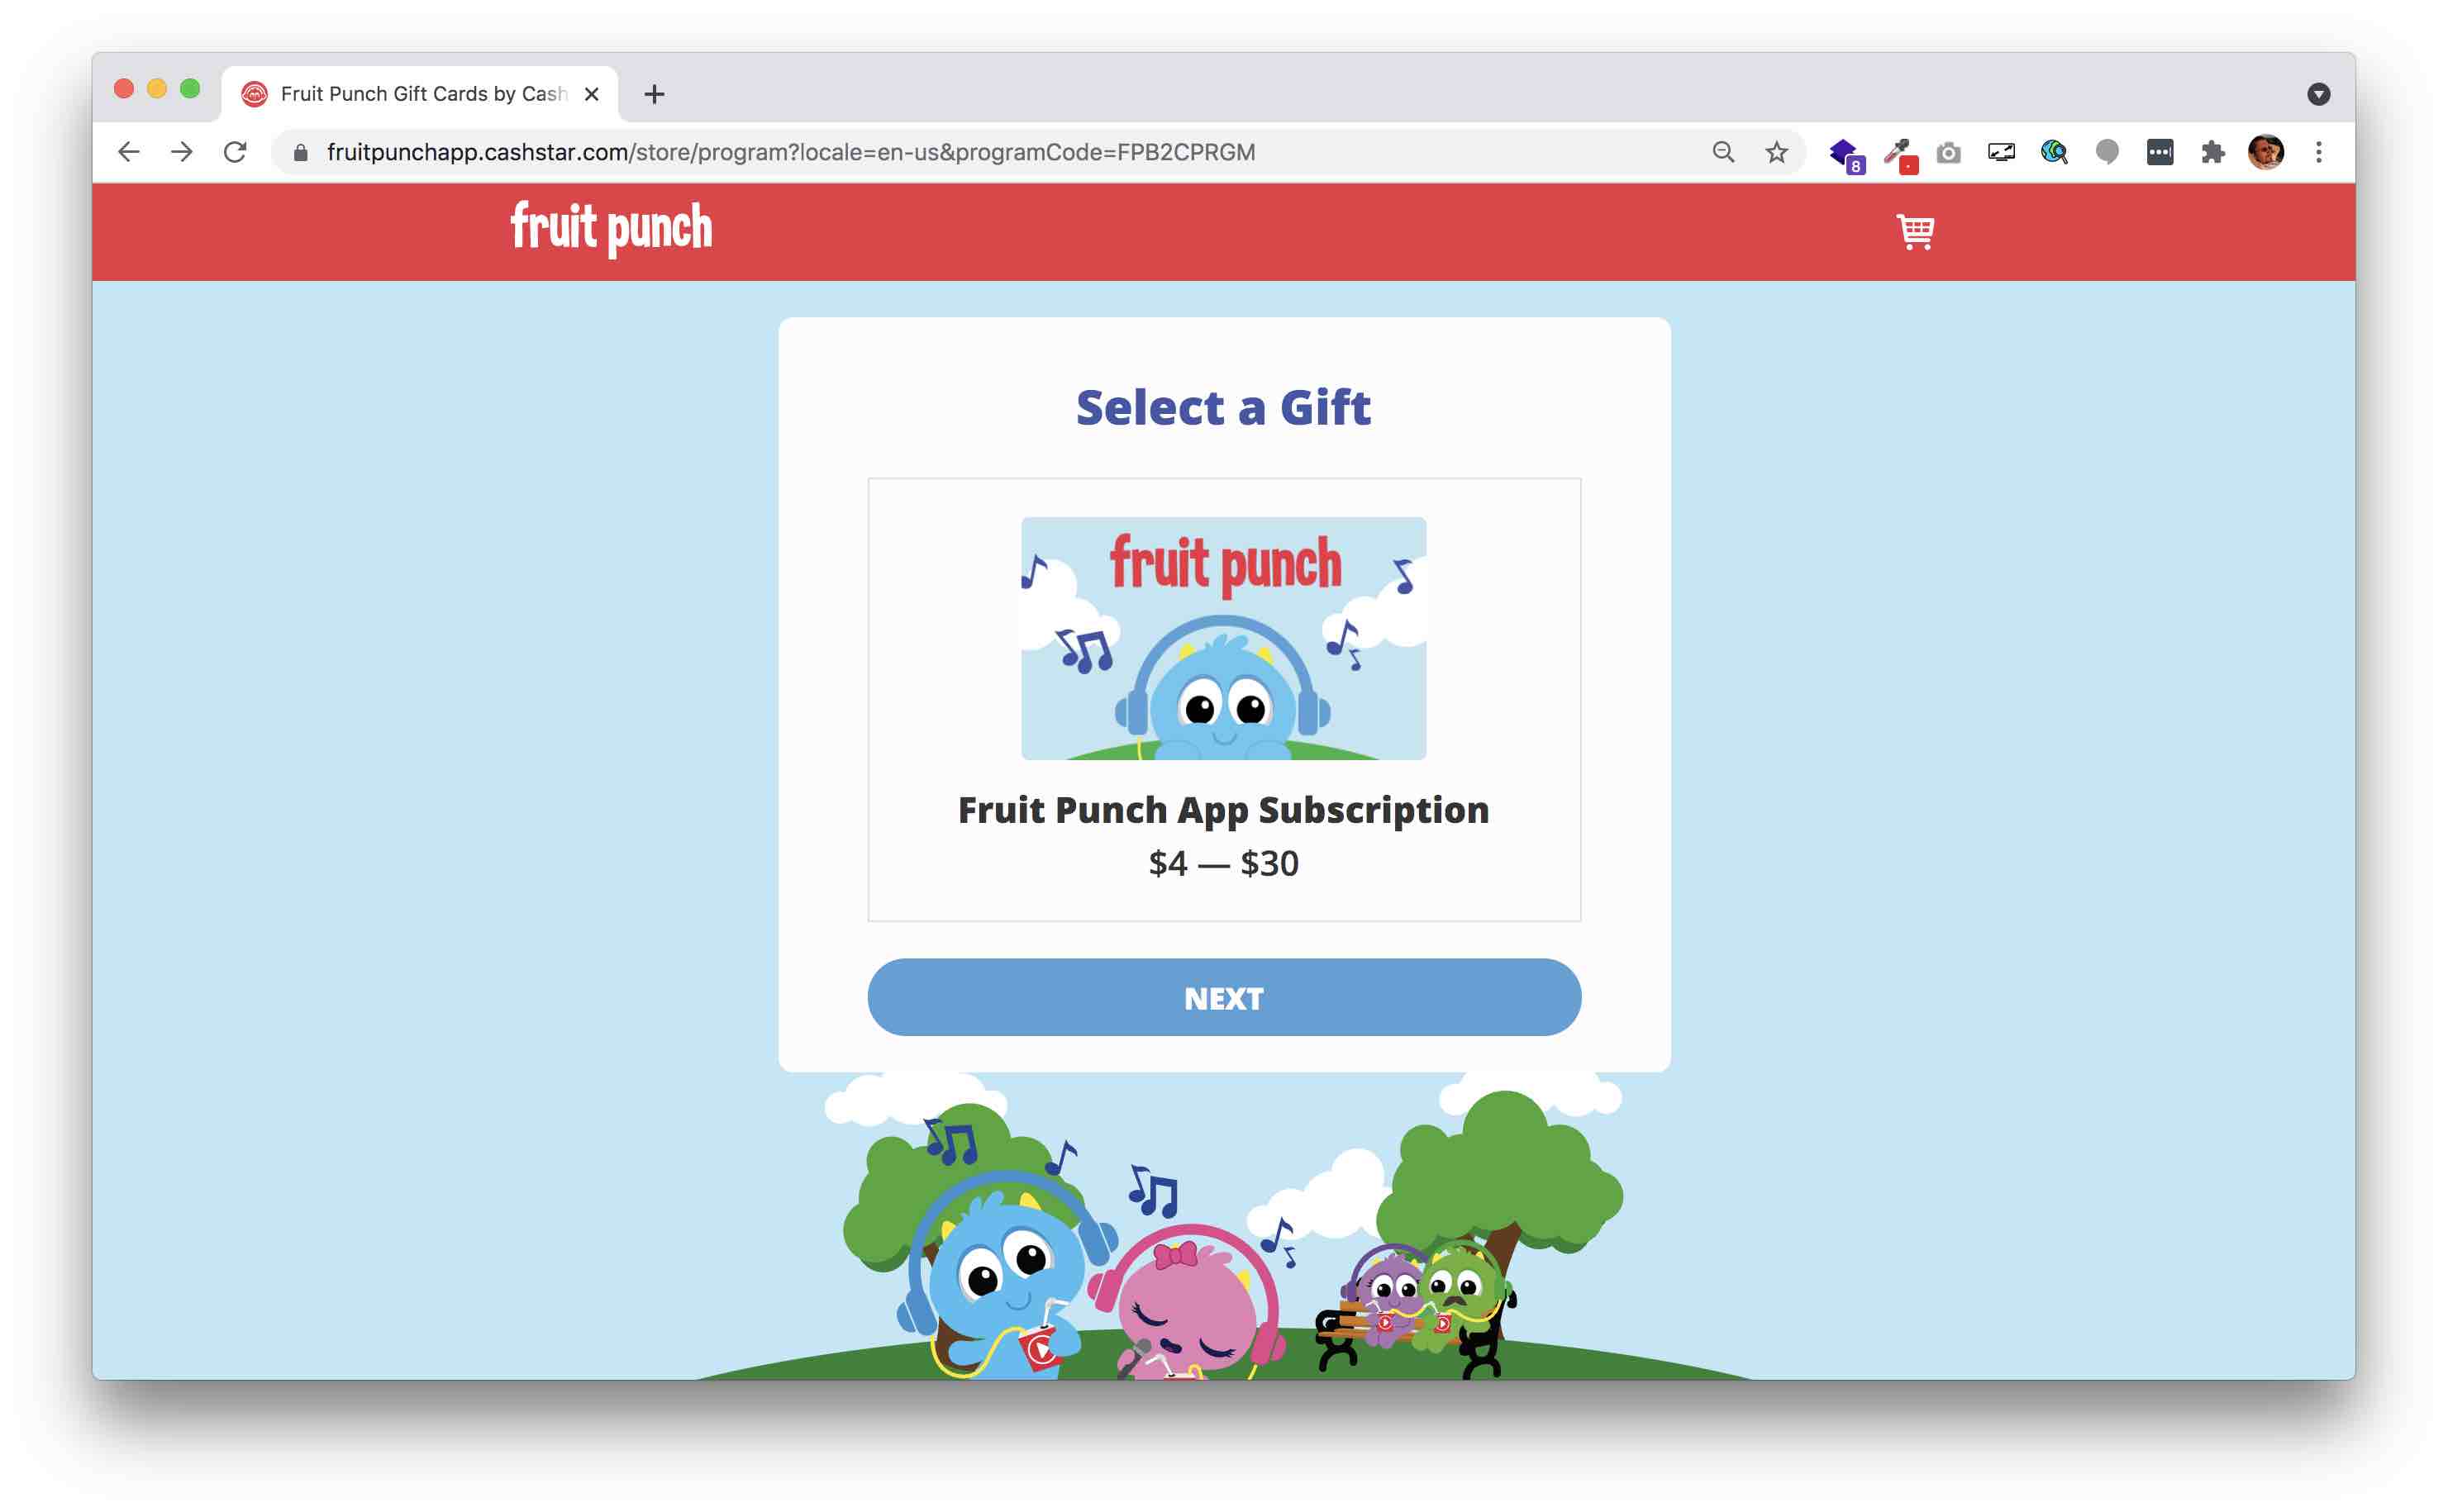 Fruit Punch Gift Cards by Cash
fruitpunchapp.cashstar.com/store/program?locale=en-us&programCode=FPB2CPRGM
8
fruit punch
Select a Gift
fruit punch
Fruit Punch App Subscription
$4 — $30
NEXT